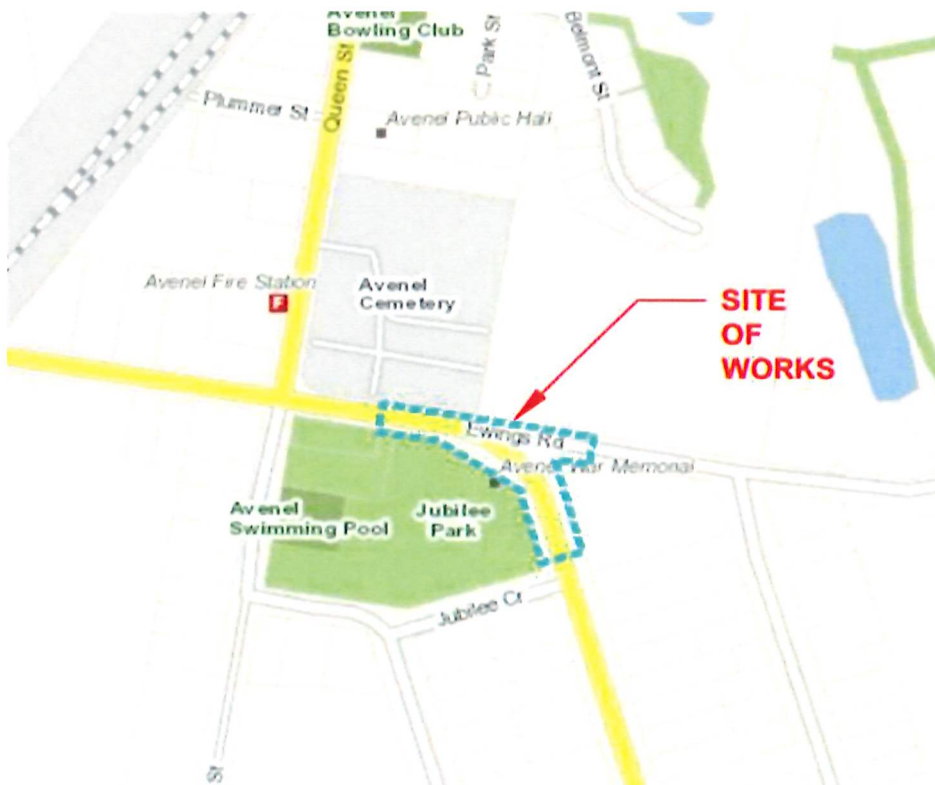 Avenel
Bowling Club
Queen St
Park St
Belmont St
Plummer St
Avenel Public Hall
Avenel Fire Station
F
Avenel
Cemetery
SITE
OF
WORKS
Ewings Rd
Avenel War Memorial
Avenel
Swimming Pool
Jubilee
Park
Jubilee Ct
St